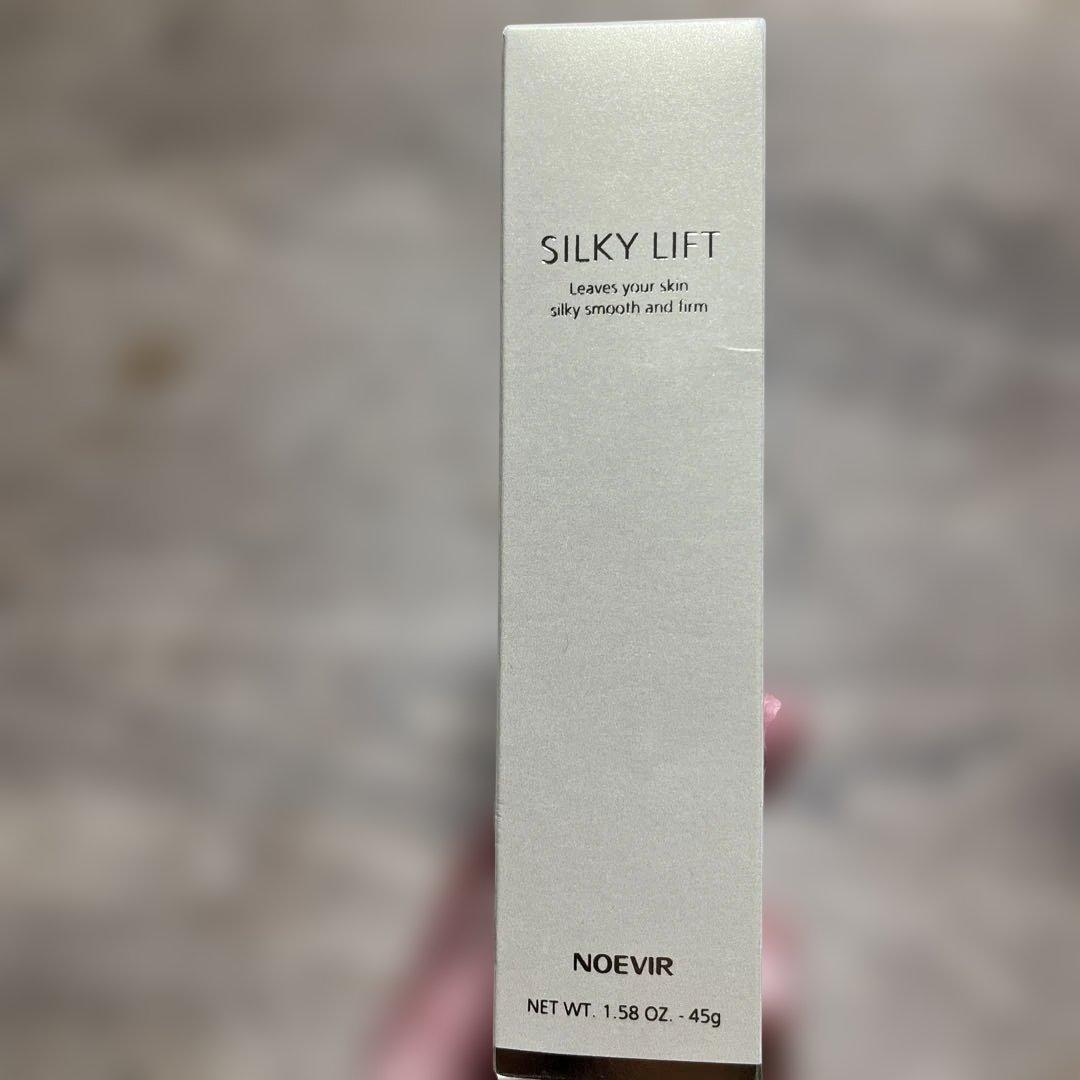 SILKY LIFT
Leaves your skin
silky smooth and firm
NOEVIR
NET WT. 1.58 OZ. - 45g